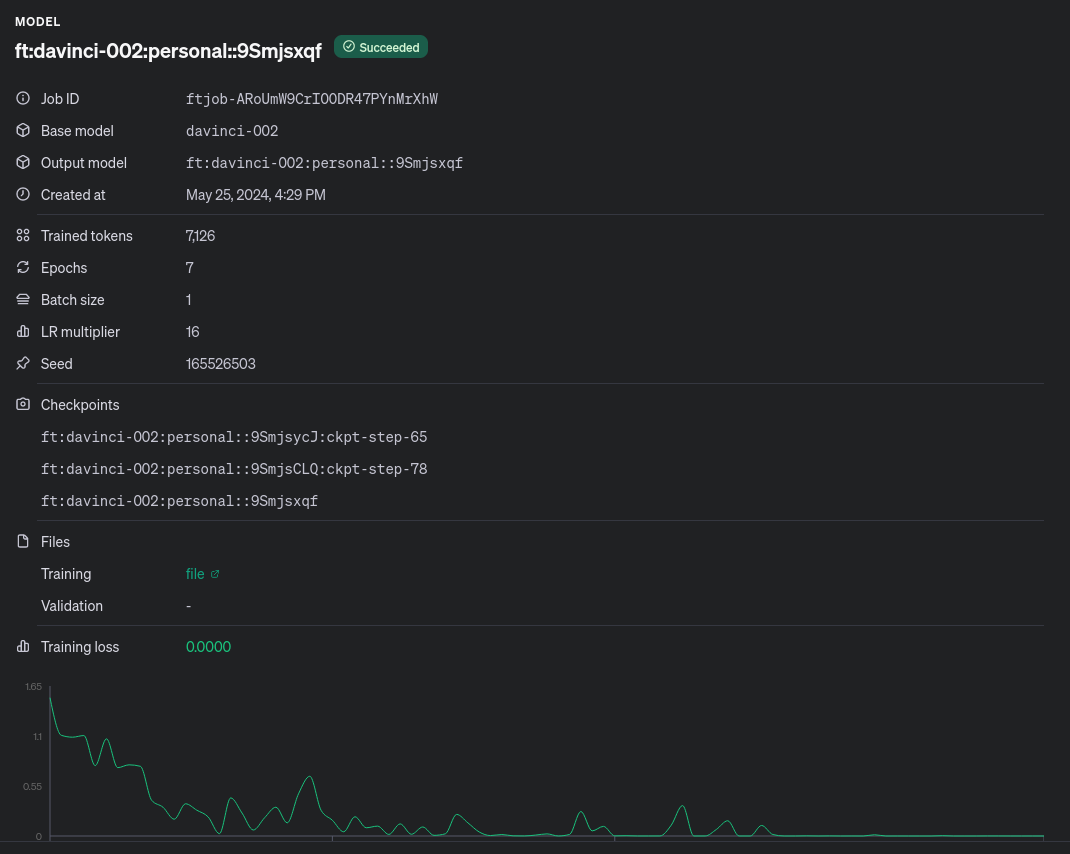 MODEL
ft:davinci-002:personal::9Smjsxqf Succeeded
Job ID ftjob-ARoUmW9CrIOODR47PYnMrXhW
Base model davinci-002
Output model ft:davinci-002:personal::9Smjsxqf
Created at May 25, 2024, 4:29 PM
Trained tokens 7,126
Epochs 7
Batch size 1
LR multiplier 16
Seed 165526503
Checkpoints
ft:davinci-002:personal::9SmjsycJ:ckpt-step-65
ft:davinci-002:personal::9SmjsCLQ:ckpt-step-78
ft:davinci-002:personal::9Smjsxqf
Files
Training file
Validation -
Training loss 0.0000
1.65
1.1
0.55
0